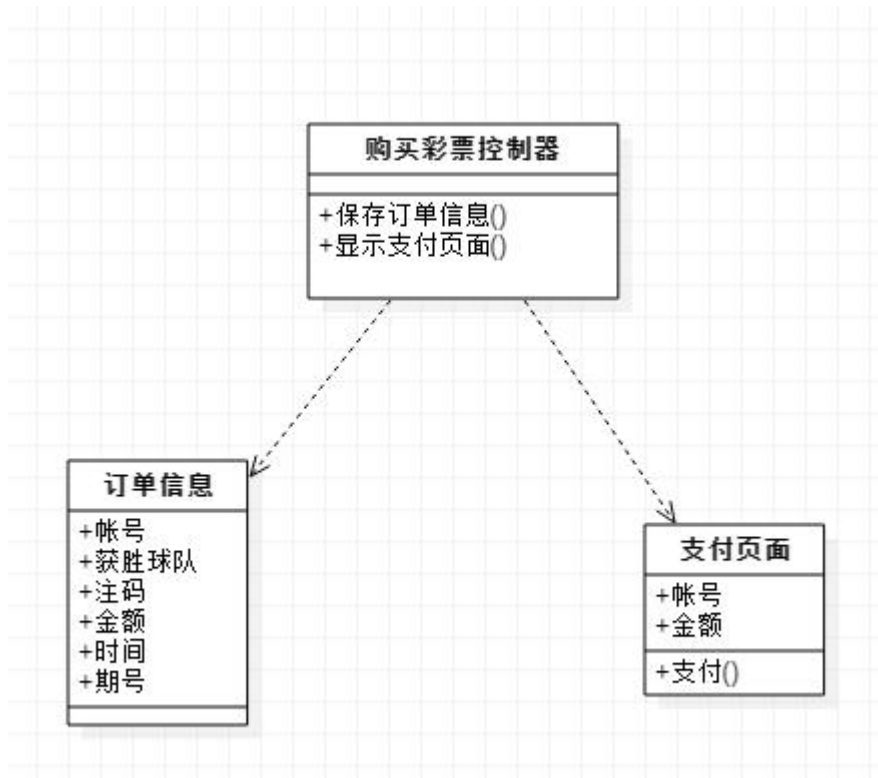 购买彩票控制器
+保存订单信息()
+显示支付页面()
订单信息
+帐号
+获胜球队
+注码
+金额
+时间
+期号
支付页面
+帐号
+金额
+支付()